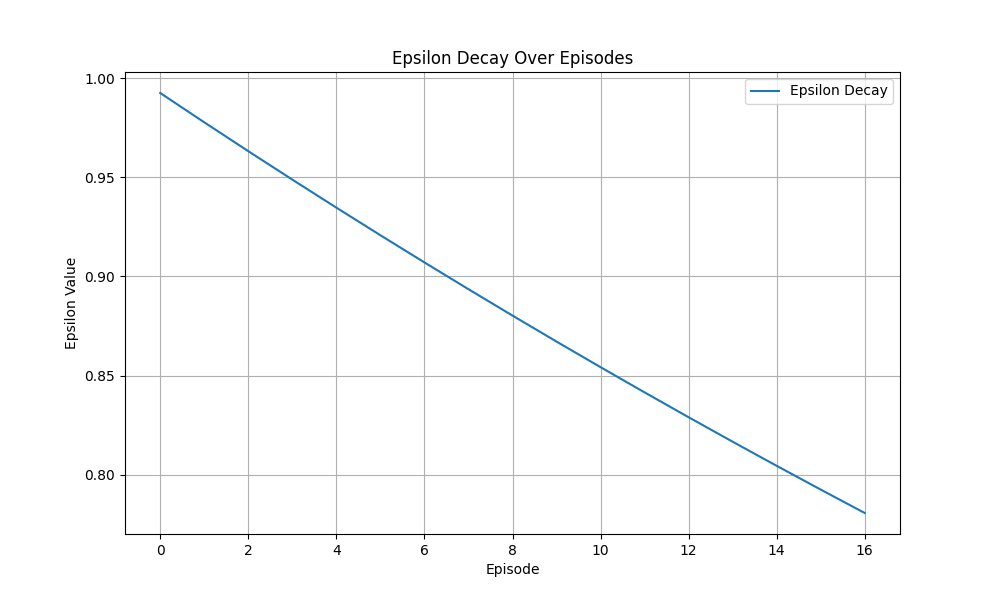 Epsilon Decay Over Episodes
Epsilon Decay
1.00
0.95
0.90
0.85
0.80
Epsilon Value
0 2 4 6 8 10 12 14 16
Episode